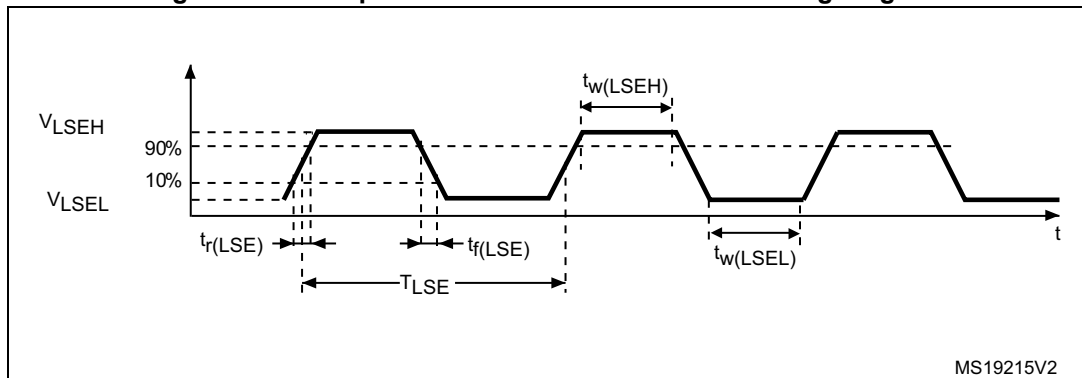 tw(LSEH)
VLSEH
90%
10%
VLSEL
tr(LSE)
tf(LSE)
t
tw(LSEL)
TLSE
MS19215V2